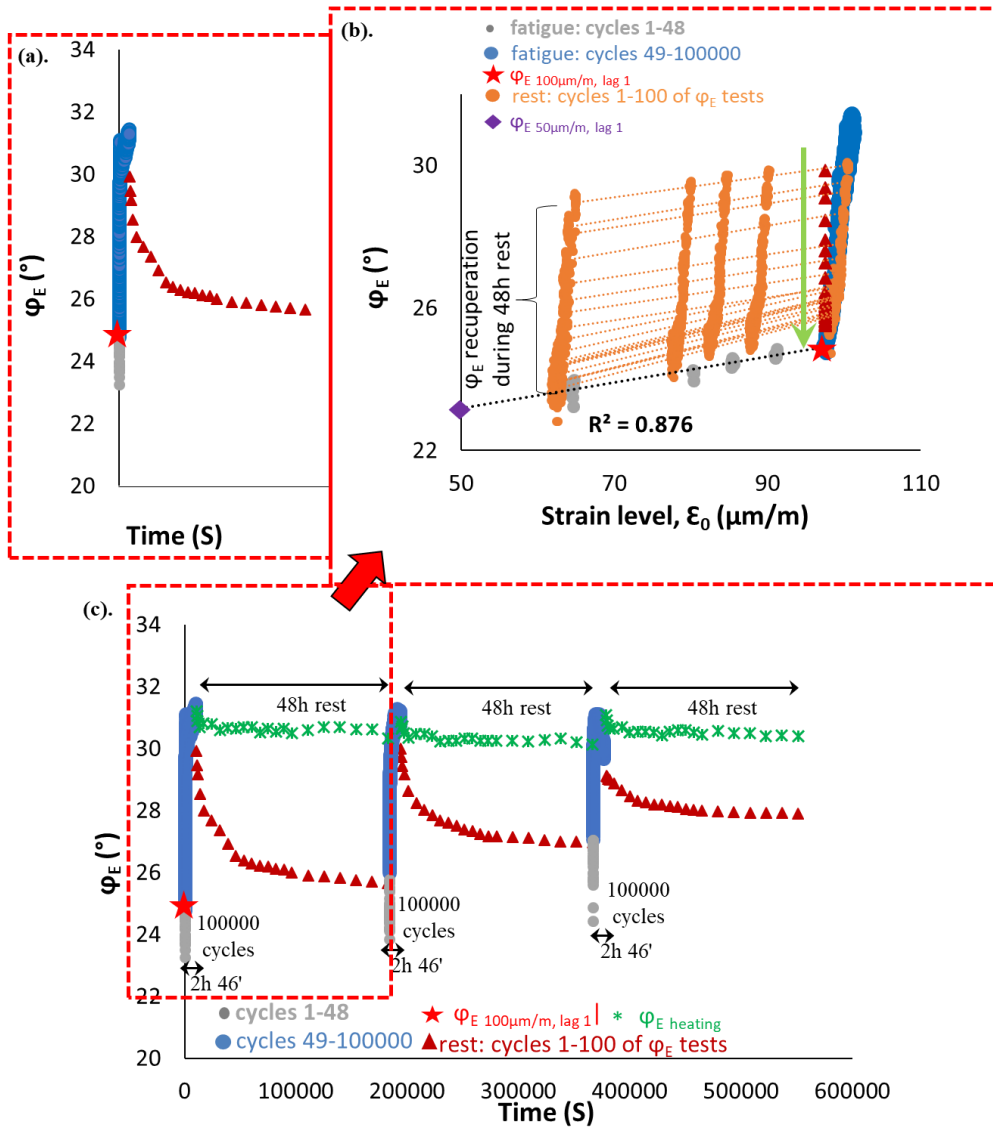 (a).
34
32
30
28
26
24
22
20
φE (°)
Time (S)
(b).
fatigue: cycles 1-48
fatigue: cycles 49-100000
φE 100µm/m, lag 1
rest: cycles 1-100 of φE tests
φE 50µm/m, lag 1
30
26
22
φE (°)
φE recuperation
during 48h rest
R² = 0.876
50
70
90
110
Strain level, Ɛ0 (µm/m)
(c).
34
32
30
28
26
24
22
20
φE (°)
48h rest
48h rest
48h rest
100000
cycles
2h 46'
100000
cycles
2h 46'
100000
cycles
2h 46'
cycles 1-48
φE 100µm/m, lag 1
* φE heating
cycles 49-100000
rest: cycles 1-100 of φE tests
0
100000
200000
300000
400000
500000
600000
Time (S)